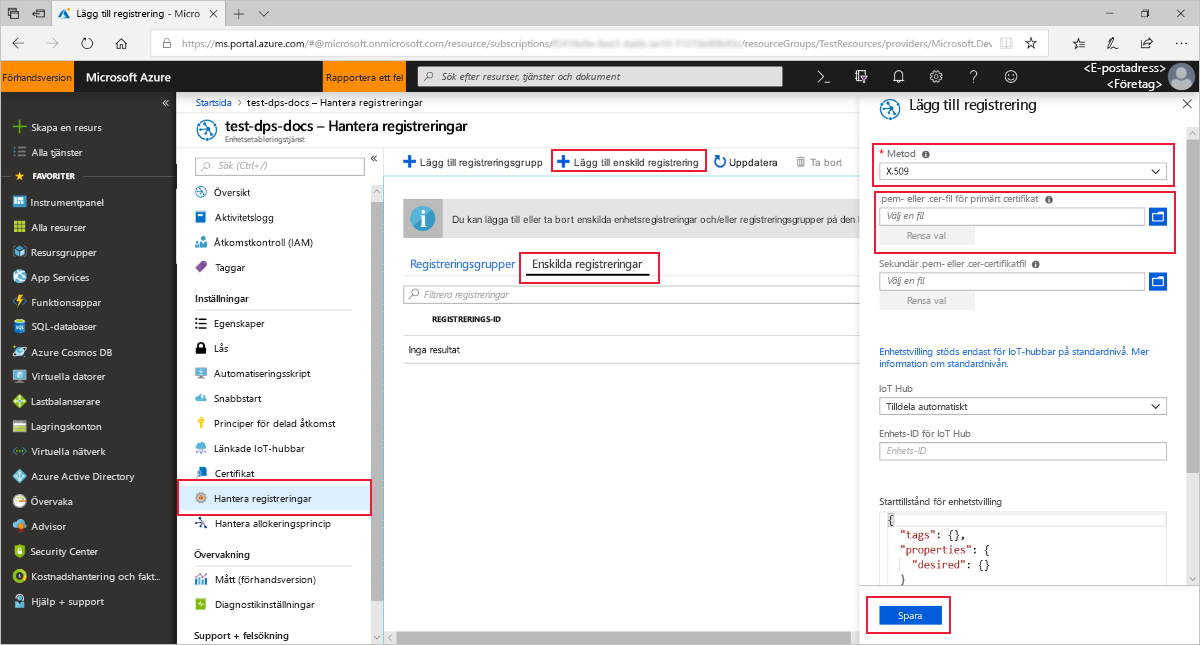 Lägg till registrering - Micro
https://ms.portal.azure.com/#@microsoft.onmicrosoft.com/resource/subscriptions/
/resourceGroups/TestResources/providers/Microsoft.Dev
Förhandsversion
Microsoft Azure
Rapportera ett fel
Sök efter resurser, tjänster och dokument
<E-postadress>
<Företag>
Skapa en resurs
Alla tjänster
FAVORITER
Instrumentpanel
Alla resurser
Resursgrupper
App Services
Funktionsappar
SQL-databaser
Azure Cosmos DB
Virtuella datorer
Lastbalanserare
Lagringskonton
Virtuella nätverk
Azure Active Directory
Övervaka
Advisor
Security Center
Kostnadshantering och fakt...
Hjälp + support
Startsida > test-dps-docs – Hantera registreringar
test-dps-docs – Hantera registreringar
Enhetsetableringstjänst
Sök (Ctrl+/)
Översikt
Aktivitetslogg
Åtkomstkontroll (IAM)
Taggar
Inställningar
Egenskaper
Lås
Automatiseringsskript
Snabbstart
Principer för delad åtkomst
Länkade IoT-hubbar
Certifikat
Hantera registreringar
Hantera allokeringsprincip
Övervakning
Mått (förhandsversion)
Diagnostikinställningar
Support + felsökning
Lägg till registreringsgrupp
Lägg till enskild registrering
Uppdatera
Ta bort
Du kan lägga till eller ta bort enskilda enhetsregistreringar och/eller registreringsgrupper på den
Registreringsgrupper
Enskilda registreringar
Filtrera registreringar
REGISTRERINGS-ID
Inga resultat
Lägg till registrering
* Metod
X.509
.pem- eller .cer-fil för primärt certifikat
Välj en fil
Rensa val
Sekundär .pem- eller .cer-certifikatfil
Välj en fil
Rensa val
Enhetstvilling stöds endast för IoT-hubbar på standardnivå. Mer
information om standardnivån.
IoT Hub
Tilldela automatiskt
Enhets-ID för IoT Hub
Enhets-ID
Starttillstånd för enhetstvilling
{
"tags": {},
"properties": {
"desired": {}
}
Spara